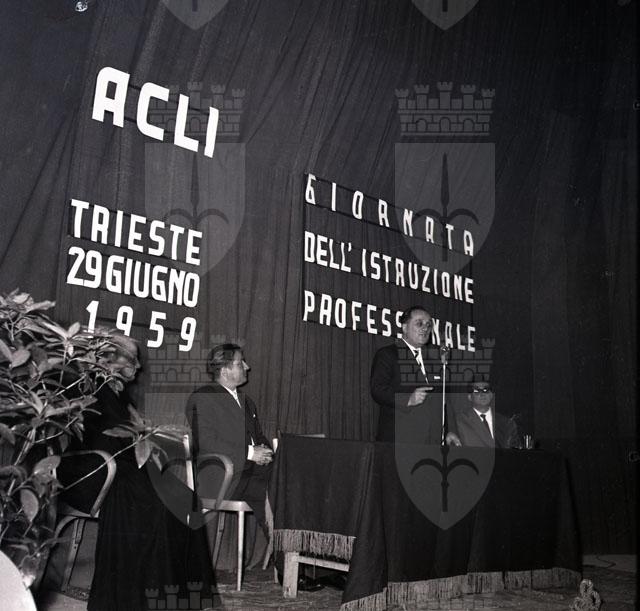 ACLI
TRIESTE
29 GIUGNO
1959
GIORNATA
DELL' ISTRUZIONE
PROFESSIONALE